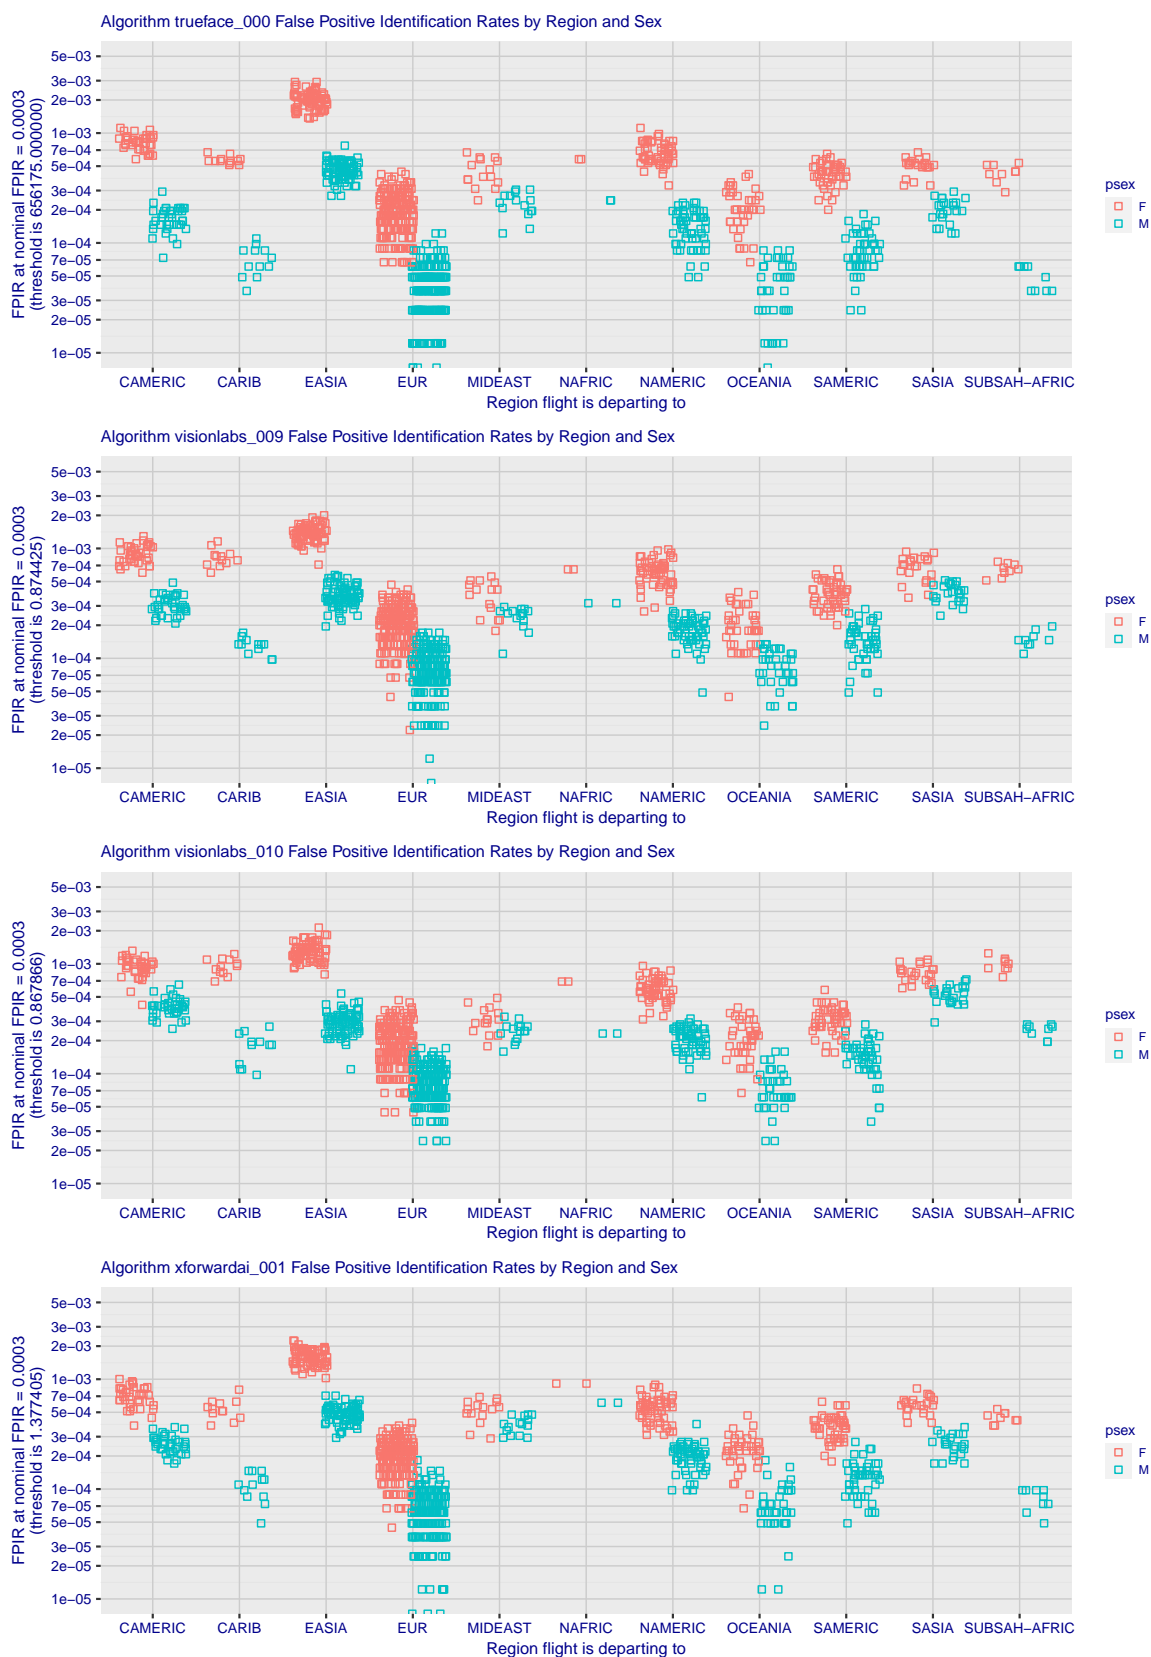 Algorithm trueface_000 False Positive Identification Rates by Region and Sex
FPIR at nominal FPIR = 0.0003
(threshold is 656175.000000)
5e−03
3e−03
2e−03
1e−03
7e−04
5e−04
3e−04
2e−04
1e−04
7e−05
5e−05
3e−05
2e−05
1e−05
CAMERIC CARIB EASIA EUR MIDEAST NAFRIC NAMERIC OCEANIA SAMERIC SASIA SUBSAH−AFRIC
Region flight is departing to
psex
F
M
Algorithm visionlabs_009 False Positive Identification Rates by Region and Sex
FPIR at nominal FPIR = 0.0003
(threshold is 0.874425)
5e−03
3e−03
2e−03
1e−03
7e−04
5e−04
3e−04
2e−04
1e−04
7e−05
5e−05
3e−05
2e−05
1e−05
CAMERIC CARIB EASIA EUR MIDEAST NAFRIC NAMERIC OCEANIA SAMERIC SASIA SUBSAH−AFRIC
Region flight is departing to
psex
F
M
Algorithm visionlabs_010 False Positive Identification Rates by Region and Sex
FPIR at nominal FPIR = 0.0003
(threshold is 0.867866)
5e−03
3e−03
2e−03
1e−03
7e−04
5e−04
3e−04
2e−04
1e−04
7e−05
5e−05
3e−05
2e−05
1e−05
CAMERIC CARIB EASIA EUR MIDEAST NAFRIC NAMERIC OCEANIA SAMERIC SASIA SUBSAH−AFRIC
Region flight is departing to
psex
F
M
Algorithm xforwardai_001 False Positive Identification Rates by Region and Sex
FPIR at nominal FPIR = 0.0003
(threshold is 1.377405)
5e−03
3e−03
2e−03
1e−03
7e−04
5e−04
3e−04
2e−04
1e−04
7e−05
5e−05
3e−05
2e−05
1e−05
CAMERIC CARIB EASIA EUR MIDEAST NAFRIC NAMERIC OCEANIA SAMERIC SASIA SUBSAH−AFRIC
Region flight is departing to
psex
F
M